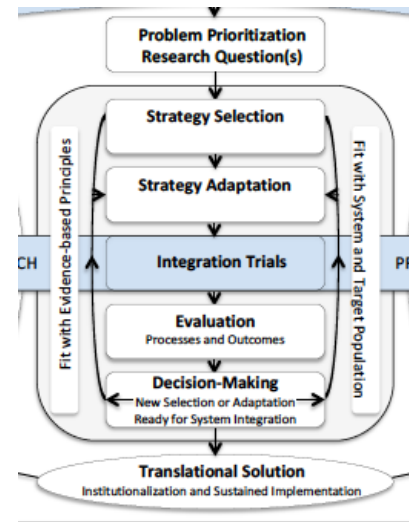 Problem Prioritization
Research Question(s)
Strategy Selection
Strategy Adaptation
Fit with Evidence-based Principles
Fit with System and Target Population
CH
Integration Trials
PR
Evaluation
Processes and Outcomes
Decision-Making
New Selection or Adaptation
Ready for System Integration
Translational Solution
Institutionalization and Sustained Implementation